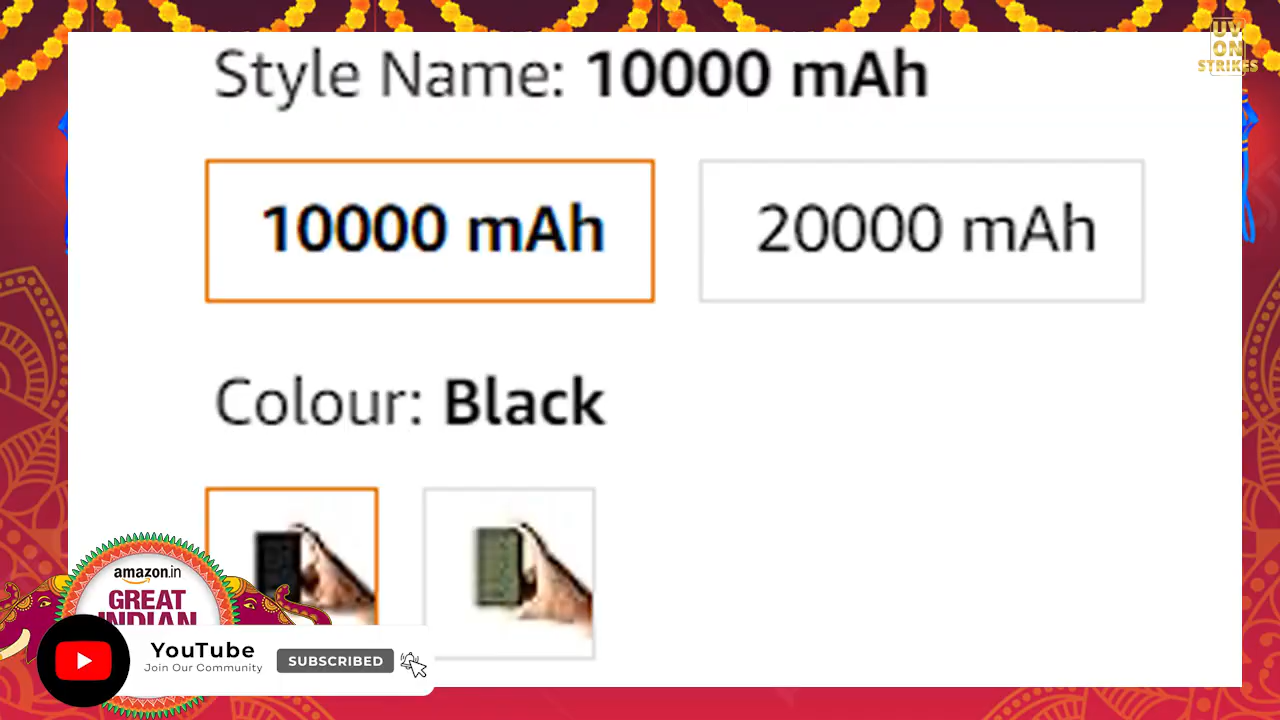 UV
ON
STRIKES
Style Name: 10000 mAh
10000 mAh
20000 mAh
Colour: Black
amazon.in
GREAT
INDIAN
YouTube
Join Our Community
SUBSCRIBED